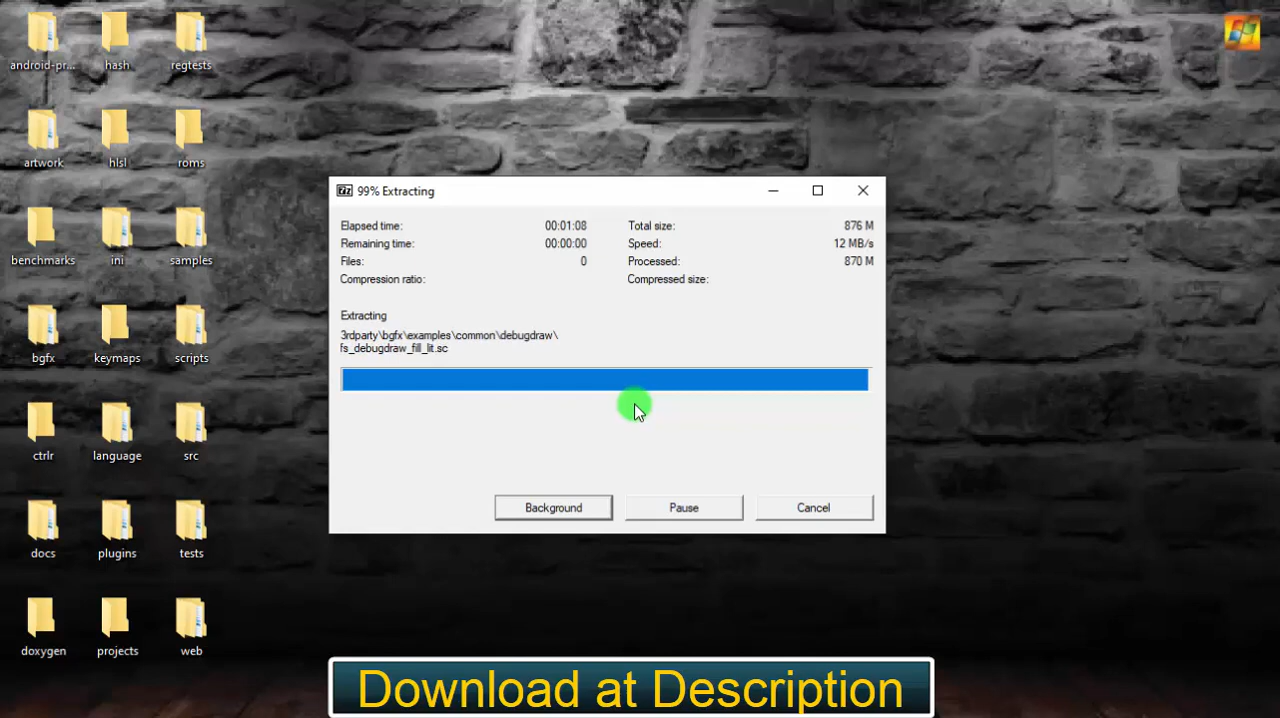 android-pr...
hash
regtests
artwork
hlsl
roms
benchmarks
ini
samples
bgfx
keymaps
scripts
ctrlr
language
src
docs
plugins
tests
doxygen
projects
web
99% Extracting
Elapsed time: 00:01:08 Total size: 876 M
Remaining time: 00:00:00 Speed: 12 MB/s
Files: 0 Processed: 870 M
Compression ratio: Compressed size:
Extracting
3rdparty\bgfx\examples\common\debugdraw\
fs_debugdraw_fill_lit.sc
Background Pause Cancel
Download at Description